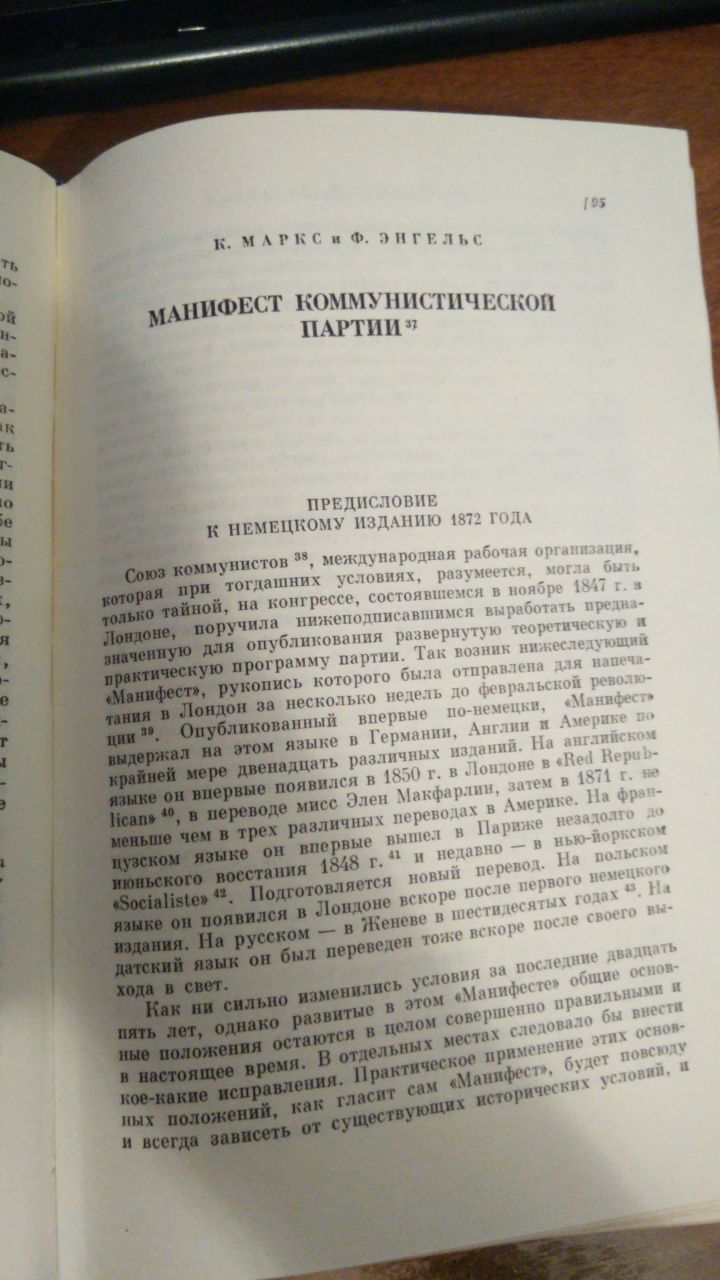 [95
К. МАРКС и Ф. ЭНГЕЛЬС
МАНИФЕСТ КОММУНИСТИЧЕСКОЙ
ПАРТИИ 37
ПРЕДИСЛОВИЕ
К НЕМЕЦКОМУ ИЗДАНИЮ 1872 ГОДА
Союз коммунистов 38, международная рабочая организация,
которая при тогдашних условиях, разумеется, могла быть
только тайной, на конгрессе, состоявшемся в ноябре 1847 г. в
Лондоне, поручила нижеподписавшимся выработать предна-
значенную для опубликования развернутую теоретическую и
практическую программу партии. Так возник нижеследующий
«Манифест», рукопись которого была отправлена для напеча-
тания в Лондон за несколько недель до февральской револю-
ции 39. Опубликованный впервые по-немецки, «Манифест»
выдержал на этом языке в Германии, Англии и Америке по
крайней мере двенадцать различных изданий. На английском
языке он впервые появился в 1850 г. в Лондоне в «Red Repub-
lican» 40, в переводе мисс Элен Макфарлин, затем в 1871 г. не
меньше чем в трех различных переводах в Америке. На фран-
цузском языке он впервые вышел в Париже незадолго до
июньского восстания 1848 г. 41 и недавно — в нью-йоркском
«Socialiste» 42. Подготовляется новый перевод. На польском
языке он появился в Лондоне вскоре после первого немецкого
издания. На русском — в Женеве в шестидесятых годах 43. На
датский язык он был переведен тоже вскоре после своего вы-
хода в свет.
Как ни сильно изменились условия за последние двадцать
пять лет, однако развитые в этом «Манифесте» общие основ-
ные положения остаются в целом совершенно правильными и
в настоящее время. В отдельных местах следовало бы внести
кое-какие исправления. Практическое применение этих основ-
ных положений, как гласит сам «Манифест», будет повсюду
и всегда зависеть от существующих исторических условий, и